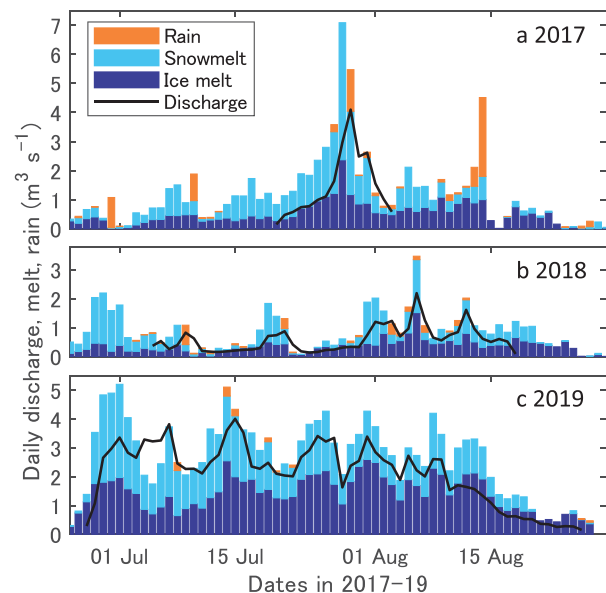 Daily discharge, melt, rain (m³ s⁻¹)
7
6
5
4
3
2
1
0
Rain
Snowmelt
Ice melt
Discharge
a 2017
3
2
1
0
b 2018
5
4
3
2
1
0
c 2019
01 Jul 15 Jul 01 Aug 15 Aug
Dates in 2017–19